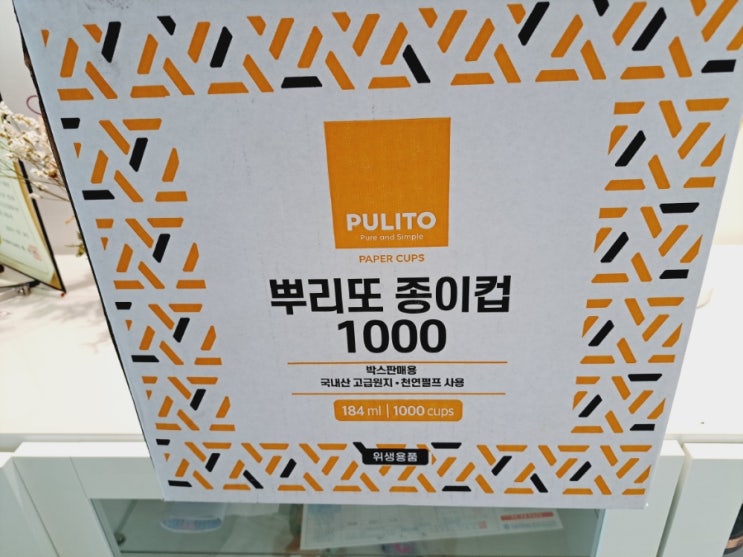 PULITO
Pure and Simple
PAPER CUPS
뿌리또 종이컵
1000
박스판매용
국내산 고급원지 • 천연펄프 사용
184 ml | 1000 cups
위생용품